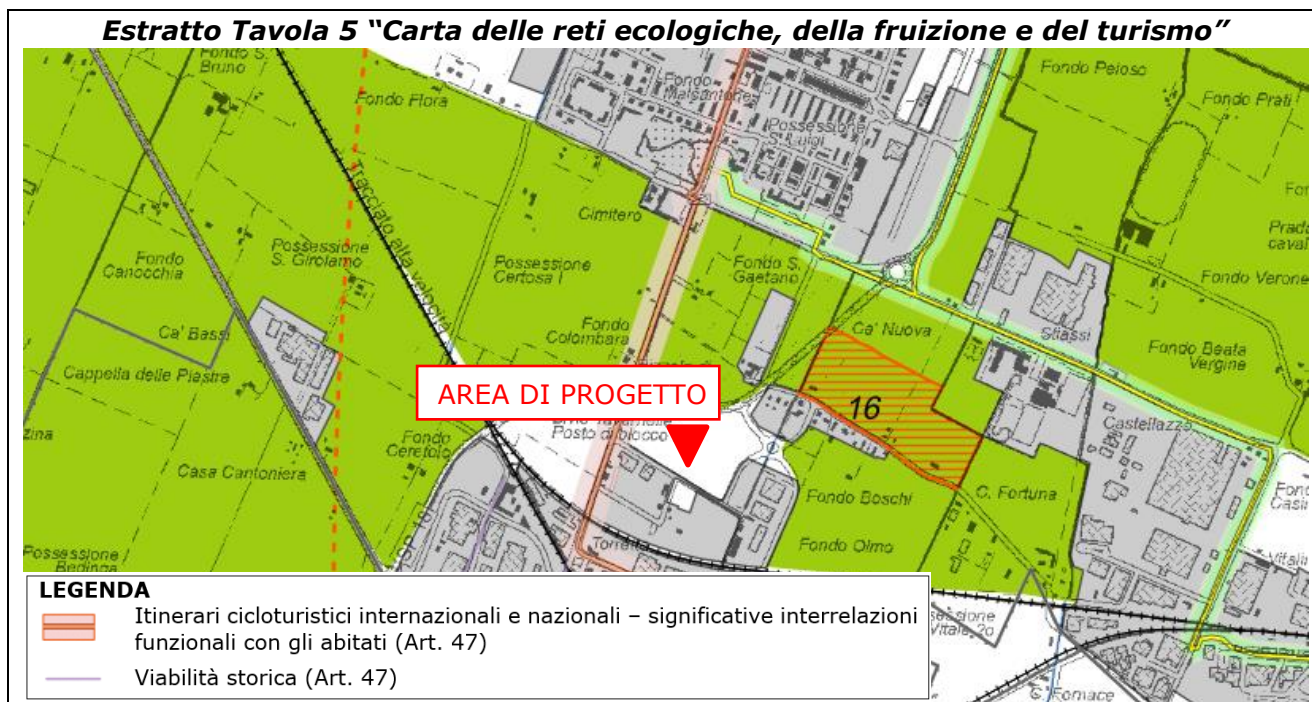 Estratto Tavola 5 “Carta delle reti ecologiche, della fruizione e del turismo”
Fondo S.
Bruno
Fondo Flora
Fondo
Malsantone
Possessione
S. Luigi
Fondo Peloso
Fondo Prati
Tracciato alta velocità
Cimitero
Possessione
S. Girolamo
Fondo
Canocchia
Possessione
Certosa I
Fondo S.
Gaetano
Fondo Verone
Ca' Bassi
Fondo
Colombara
Ca' Nuova
Stiassi
Fondo Beata
Vergine
Cappella delle Piastre
AREA DI PROGETTO
16
Posto di blocco
Castellazzo
Casa Cantoniera
Fondo
Ceretolo
Fondo Boschi
C. Fortuna
Torretta
Fondo Olmo
Possessione
Bedinga
LEGENDA
Itinerari cicloturistici internazionali e nazionali – significative interrelazioni
funzionali con gli abitati (Art. 47)
Viabilità storica (Art. 47)
Vitale 2o
C. Fornace